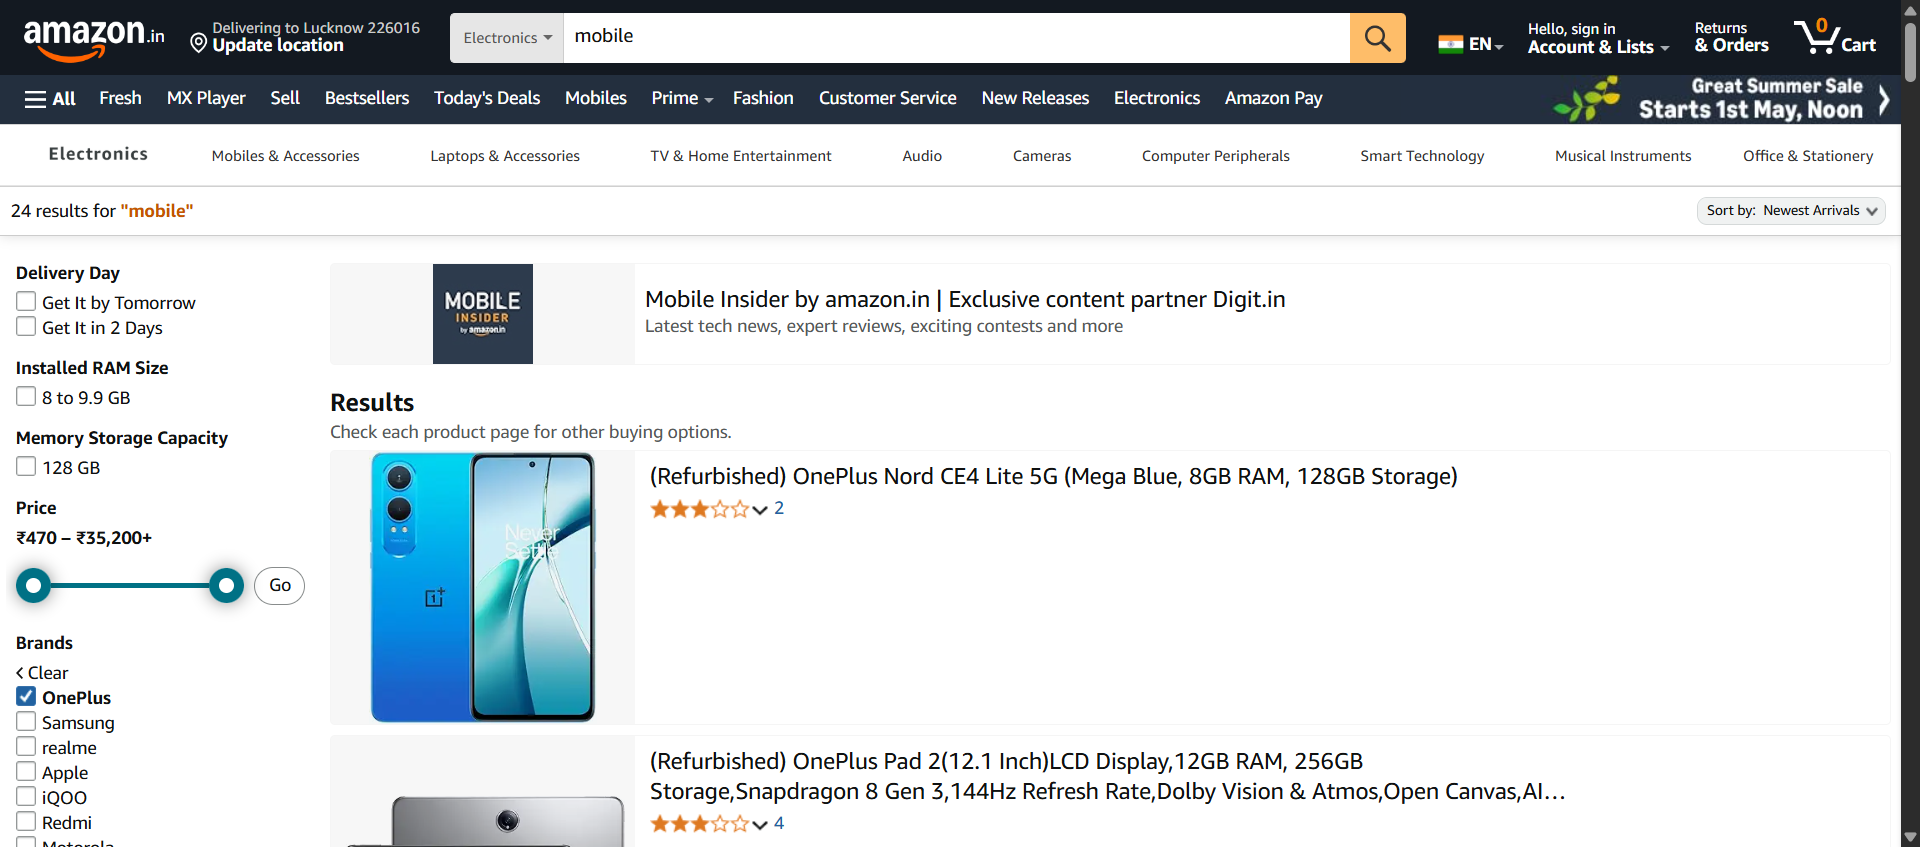 amazon.in
Delivering to Lucknow 226016
Update location
Electronics
mobile
EN
Hello, sign in
Account & Lists
Returns
& Orders
0
Cart
All
Fresh
MX Player
Sell
Bestsellers
Today's Deals
Mobiles
Prime
Fashion
Customer Service
New Releases
Electronics
Amazon Pay
Great Summer Sale
Starts 1st May, Noon
Electronics
Mobiles & Accessories
Laptops & Accessories
TV & Home Entertainment
Audio
Cameras
Computer Peripherals
Smart Technology
Musical Instruments
Office & Stationery
24 results for "mobile"
Sort by: Newest Arrivals
Delivery Day
Get It by Tomorrow
Get It in 2 Days
Installed RAM Size
8 to 9.9 GB
Memory Storage Capacity
128 GB
Price
₹470 – ₹35,200+
Go
Brands
Clear
OnePlus
Samsung
realme
Apple
iQOO
Redmi
Motorola
MOBILE
INSIDER
by amazon.in
Mobile Insider by amazon.in | Exclusive content partner Digit.in
Latest tech news, expert reviews, exciting contests and more
Results
Check each product page for other buying options.
Never
Settle
(Refurbished) OnePlus Nord CE4 Lite 5G (Mega Blue, 8GB RAM, 128GB Storage)
2
(Refurbished) OnePlus Pad 2(12.1 Inch)LCD Display,12GB RAM, 256GB
Storage,Snapdragon 8 Gen 3,144Hz Refresh Rate,Dolby Vision & Atmos,Open Canvas,AI…
4